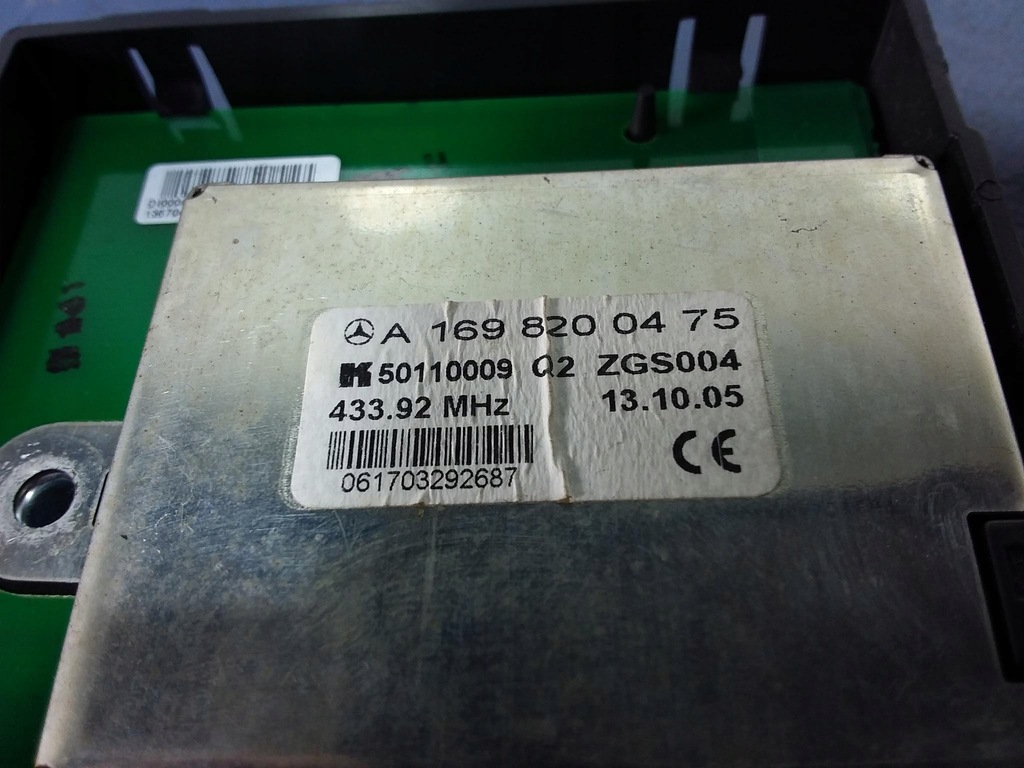 A 169 820 04 75
50110009 Q2 ZGS004
433.92 MHz 13.10.05
CE
061703292687